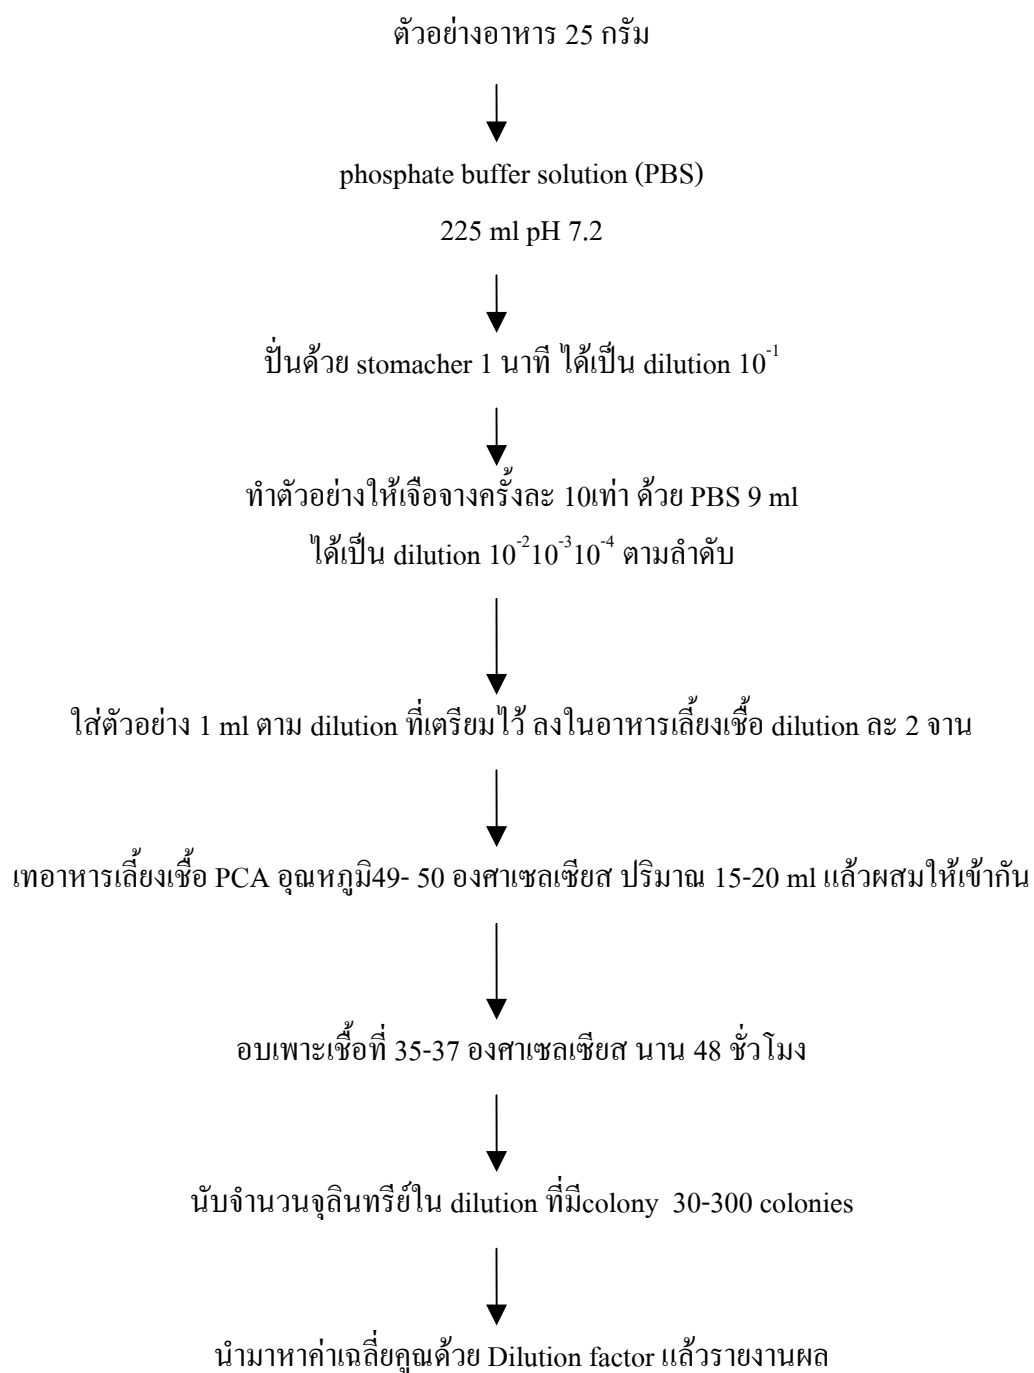 ตัวอย่างอาหาร 25 กรัม
phosphate buffer solution (PBS)
225 ml pH 7.2
ปั่นด้วย stomacher 1 นาที ได้เป็น dilution 10⁻¹
ทำตัวอย่างให้เจือจางครั้งละ 10เท่า ด้วย PBS 9 ml
ได้เป็น dilution 10⁻²10⁻³10⁻⁴ ตามลำดับ
ใส่ตัวอย่าง 1 ml ตาม dilution ที่เตรียมไว้ ลงในอาหารเลี้ยงเชื้อ dilution ละ 2 จาน
เทอาหารเลี้ยงเชื้อ PCA อุณหภูมิ49- 50 องศาเซลเซียส ปริมาณ 15-20 ml แล้วผสมให้เข้ากัน
อบเพาะเชื้อที่ 35-37 องศาเซลเซียส นาน 48 ชั่วโมง
นับจำนวนจุลินทรีย์ใน dilution ที่มีcolony 30-300 colonies
นำมาหาค่าเฉลี่ยคูณด้วย Dilution factor แล้วรายงานผล